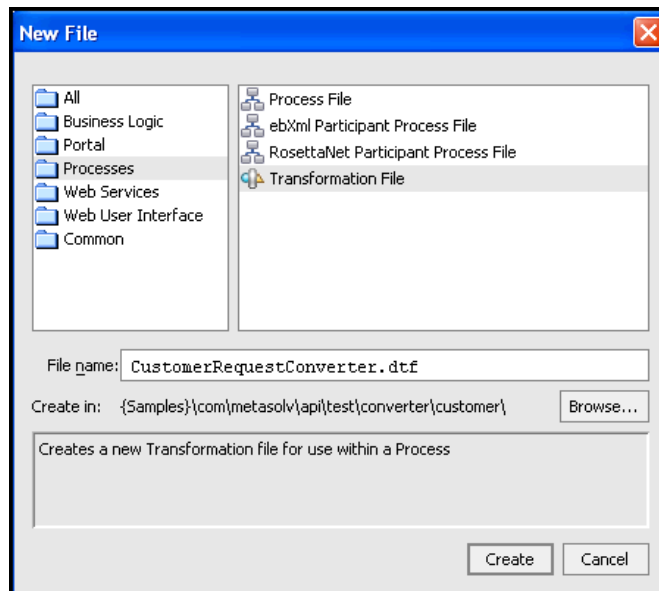 New File
All
Business Logic
Portal
Processes
Web Services
Web User Interface
Common
Process File
ebXml Participant Process File
RosettaNet Participant Process File
Transformation File
File name: CustomerRequestConverter.dtf
Create in: {Samples}\com\metasolv\api\test\converter\customer\ Browse...
Creates a new Transformation file for use within a Process
Create Cancel